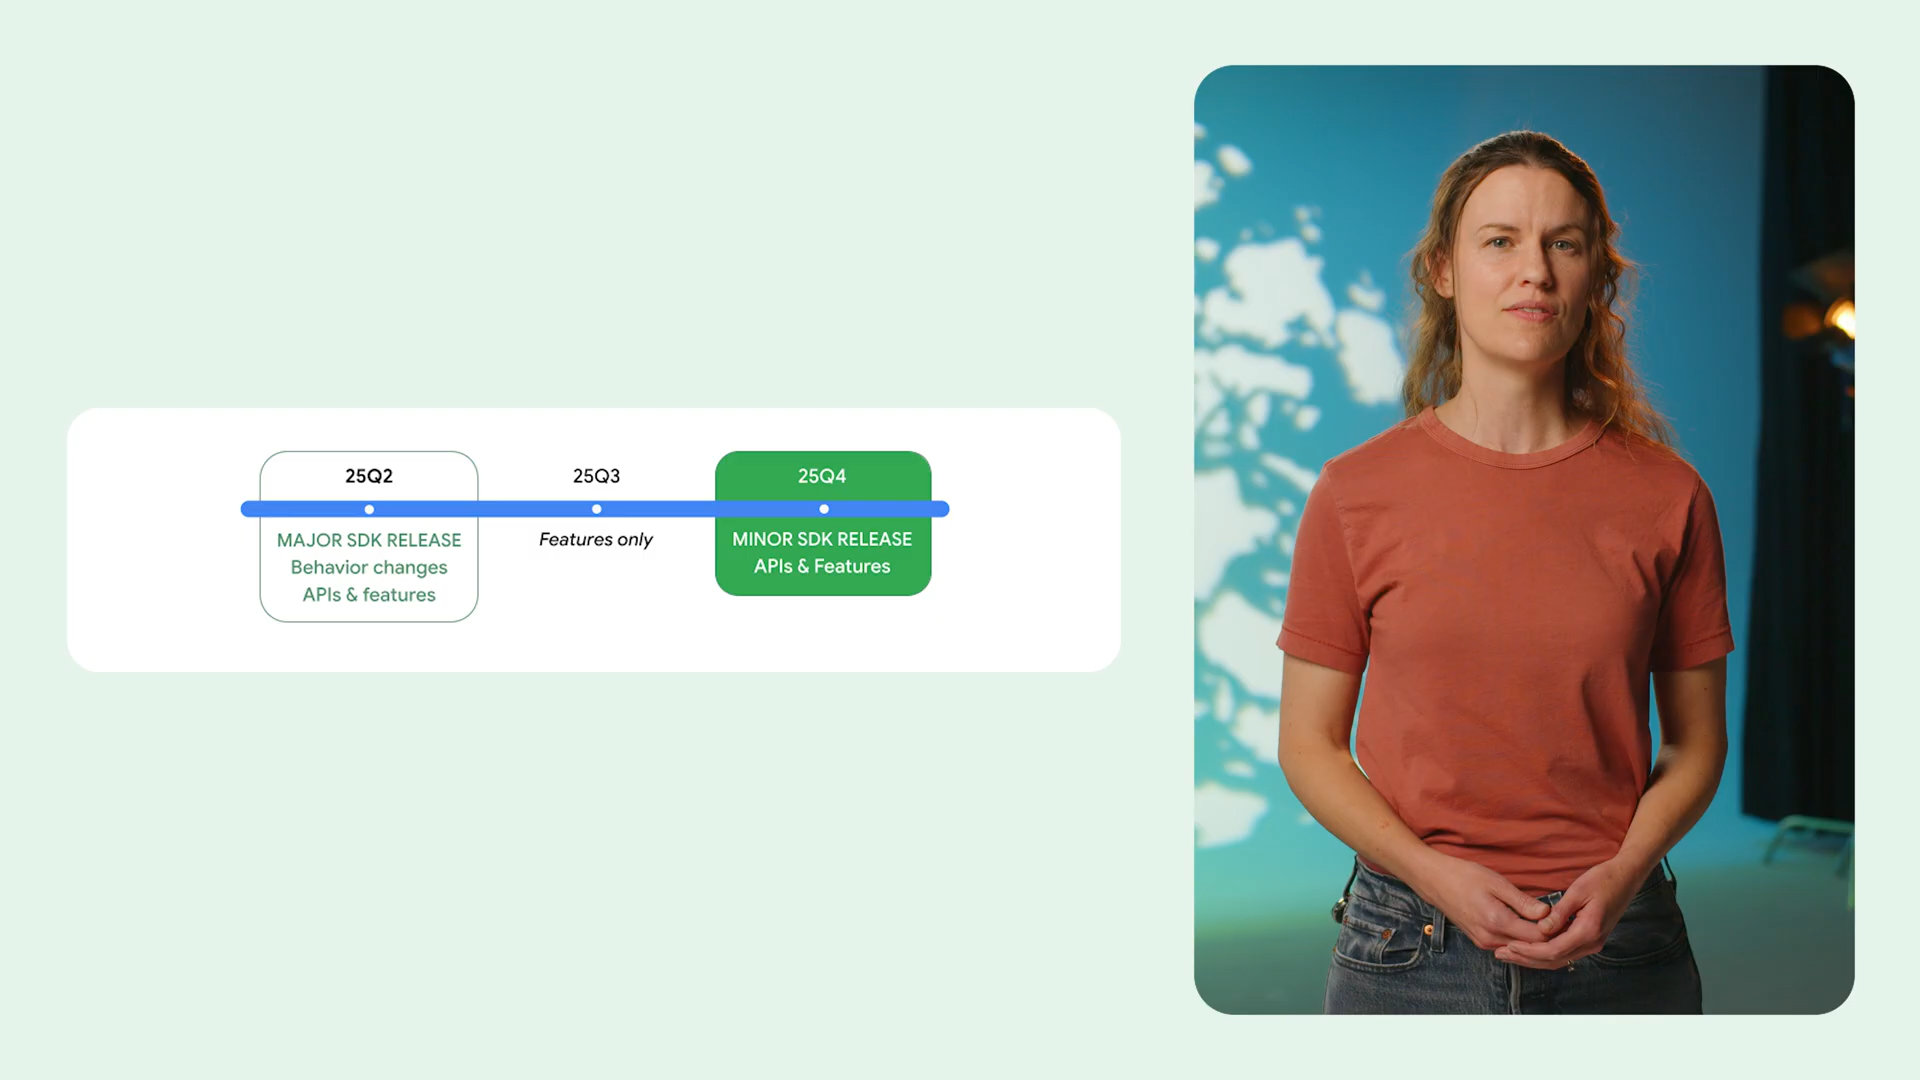 25Q2
MAJOR SDK RELEASE
Behavior changes
APIs & features
25Q3
Features only
25Q4
MINOR SDK RELEASE
APIs & Features